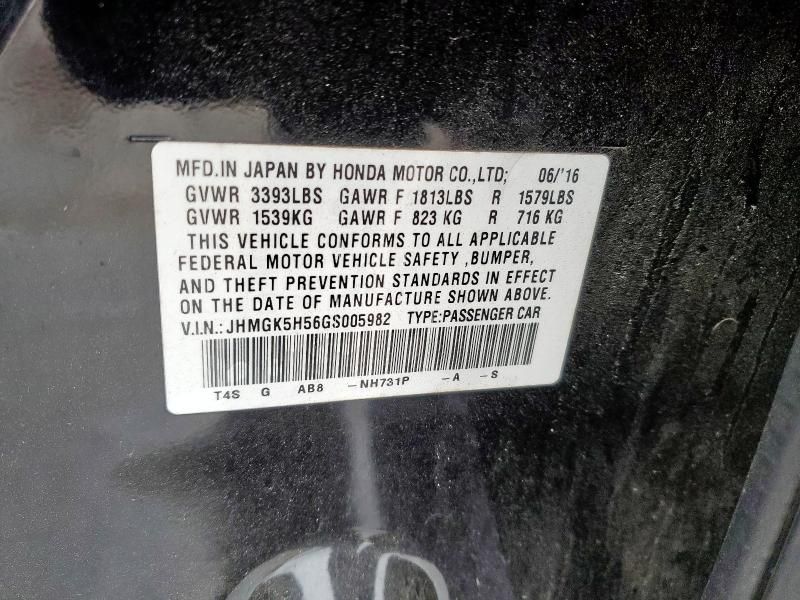 MFD.IN JAPAN BY HONDA MOTOR CO.,LTD; 06/'16
GVWR 3393LBS GAWR F 1813LBS R 1579LBS
GVWR 1539KG GAWR F 823 KG R 716 KG
THIS VEHICLE CONFORMS TO ALL APPLICABLE
FEDERAL MOTOR VEHICLE SAFETY ,BUMPER,
AND THEFT PREVENTION STANDARDS IN EFFECT
ON THE DATE OF MANUFACTURE SHOWN ABOVE.
V.I.N.: JHMGK5H56GS005982 TYPE:PASSENGER CAR
T4S G AB8 -NH731P -A -S